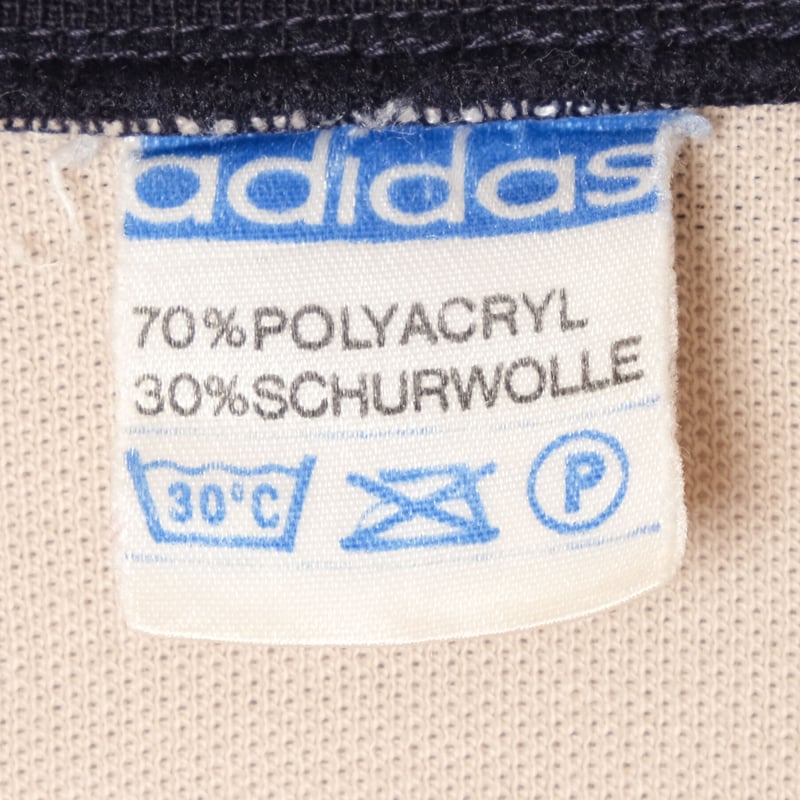 adidas
70%POLYACRYL
30%SCHURWOLLE
30°C P